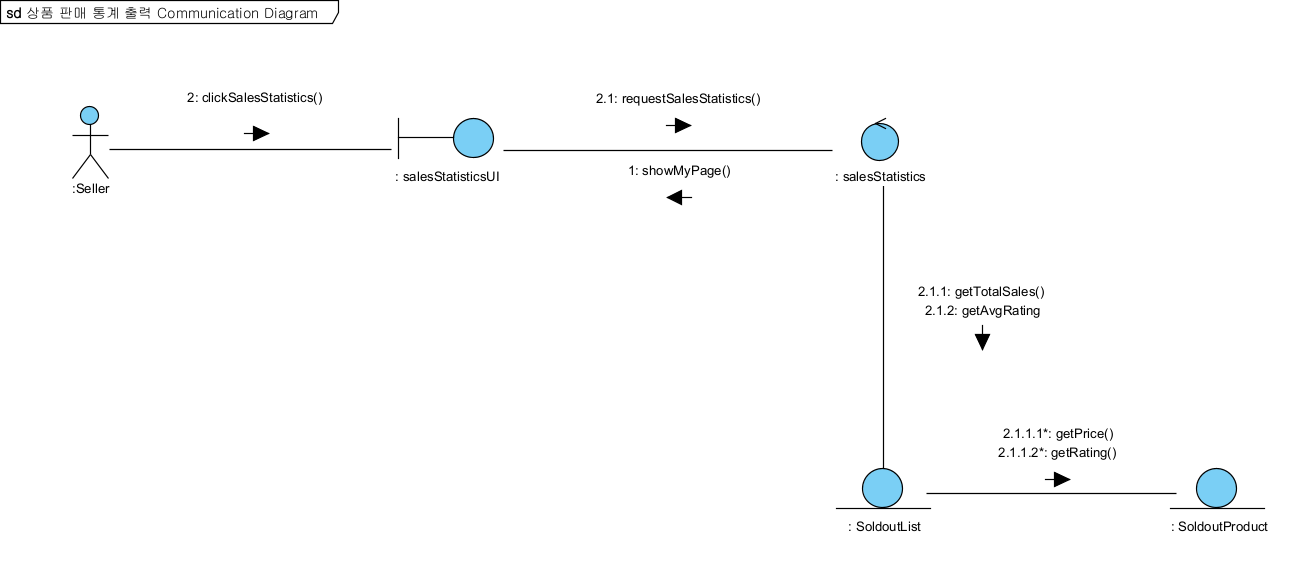 sd 상품 판매 통계 출력 Communication Diagram
2: clickSalesStatistics()
2.1: requestSalesStatistics()
:Seller
: salesStatisticsUI
1: showMyPage()
: salesStatistics
2.1.1: getTotalSales()
2.1.2: getAvgRating
2.1.1.1*: getPrice()
2.1.1.2*: getRating()
: SoldoutList
: SoldoutProduct